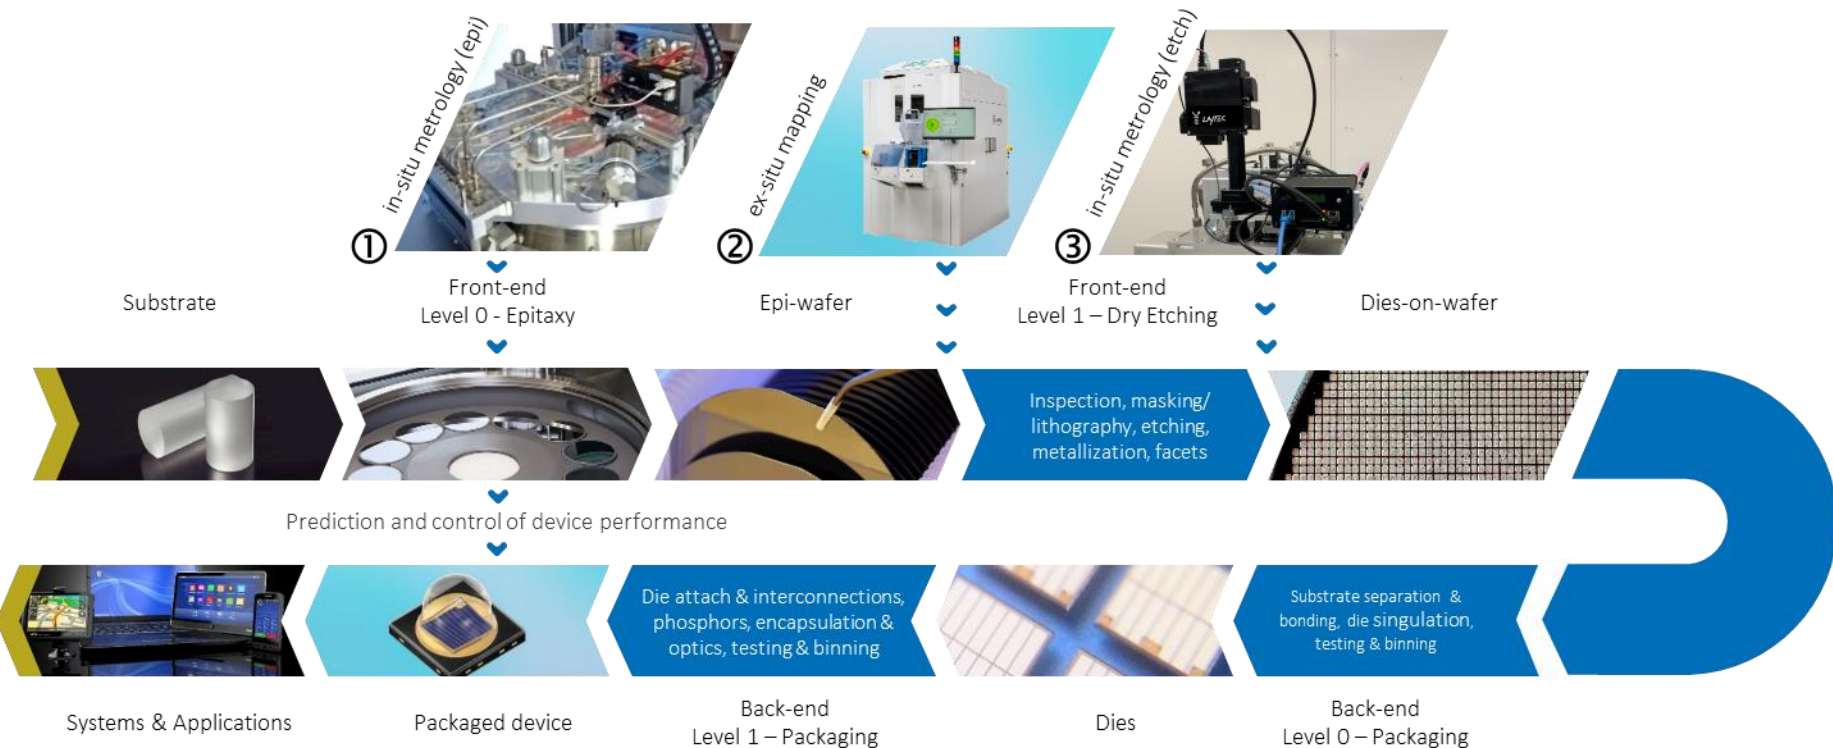 in-situ metrology (epi)
ex-situ mapping
in-situ metrology (etch)
LAYTEC
①
②
③
Substrate
Front-end
Level 0 - Epitaxy
Epi-wafer
Front-end
Level 1 – Dry Etching
Dies-on-wafer
Inspection, masking/
lithography, etching,
metallization, facets
Prediction and control of device performance
Die attach & interconnections,
phosphors, encapsulation &
optics, testing & binning
Substrate separation &
bonding, die singulation,
testing & binning
Systems & Applications
Packaged device
Back-end
Level 1 – Packaging
Dies
Back-end
Level 0 – Packaging